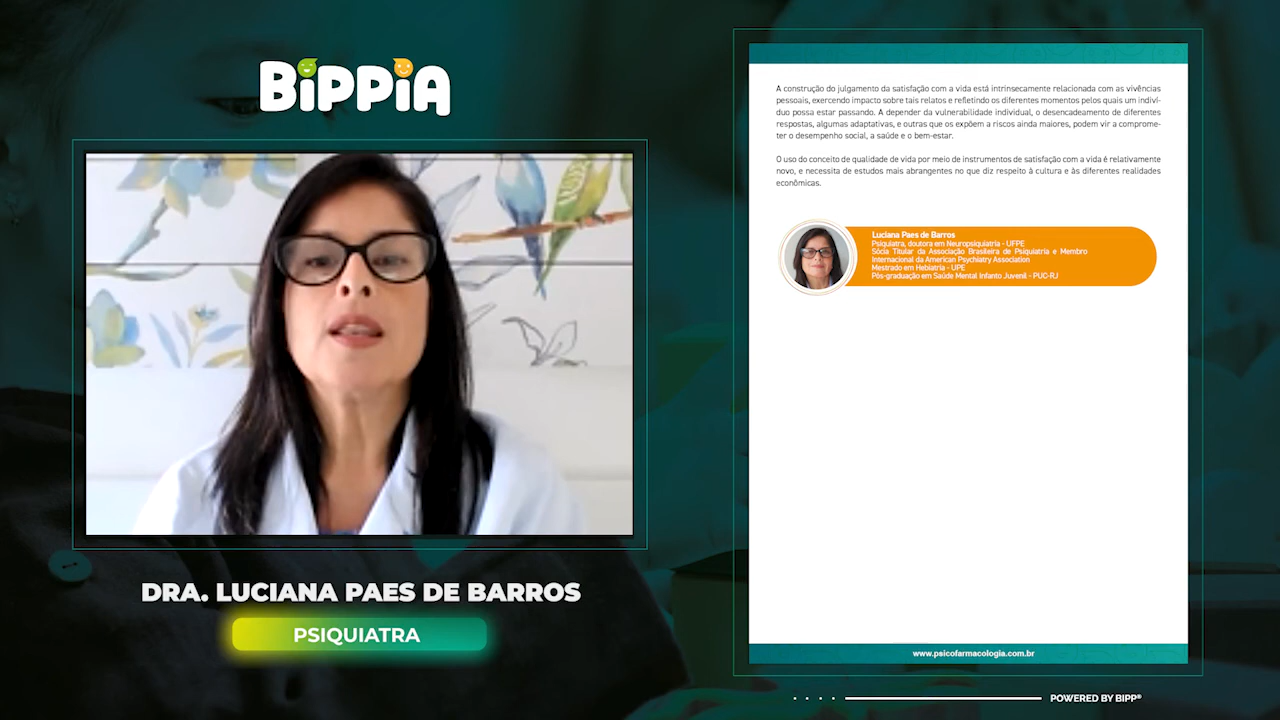 BiPPiA
DRA. LUCIANA PAES DE BARROS
PSIQUIATRA
A construção do julgamento da satisfação com a vida está intrinsecamente relacionada com as vivências
pessoais, exercendo impacto sobre tais relatos e refletindo os diferentes momentos pelos quais um indiví-
duo possa estar passando. A depender da vulnerabilidade individual, o desencadeamento de diferentes
respostas, algumas adaptativas, e outras que os expõem a riscos ainda maiores, podem vir a comprome-
ter o desempenho social, a saúde e o bem-estar.
O uso do conceito de qualidade de vida por meio de instrumentos de satisfação com a vida é relativamente
novo, e necessita de estudos mais abrangentes no que diz respeito à cultura e às diferentes realidades
econômicas.
Luciana Paes de Barros
Psiquiatra, doutora em Neuropsiquiatria - UFPE
Sócia Titular da Associação Brasileira de Psiquiatria e Membro
Internacional da American Psychiatry Association
Mestrado em Hebiatria - UPE
Pós-graduação em Saúde Mental Infanto Juvenil - PUC-RJ
www.psicofarmacologia.com.br
POWERED BY BIPP®